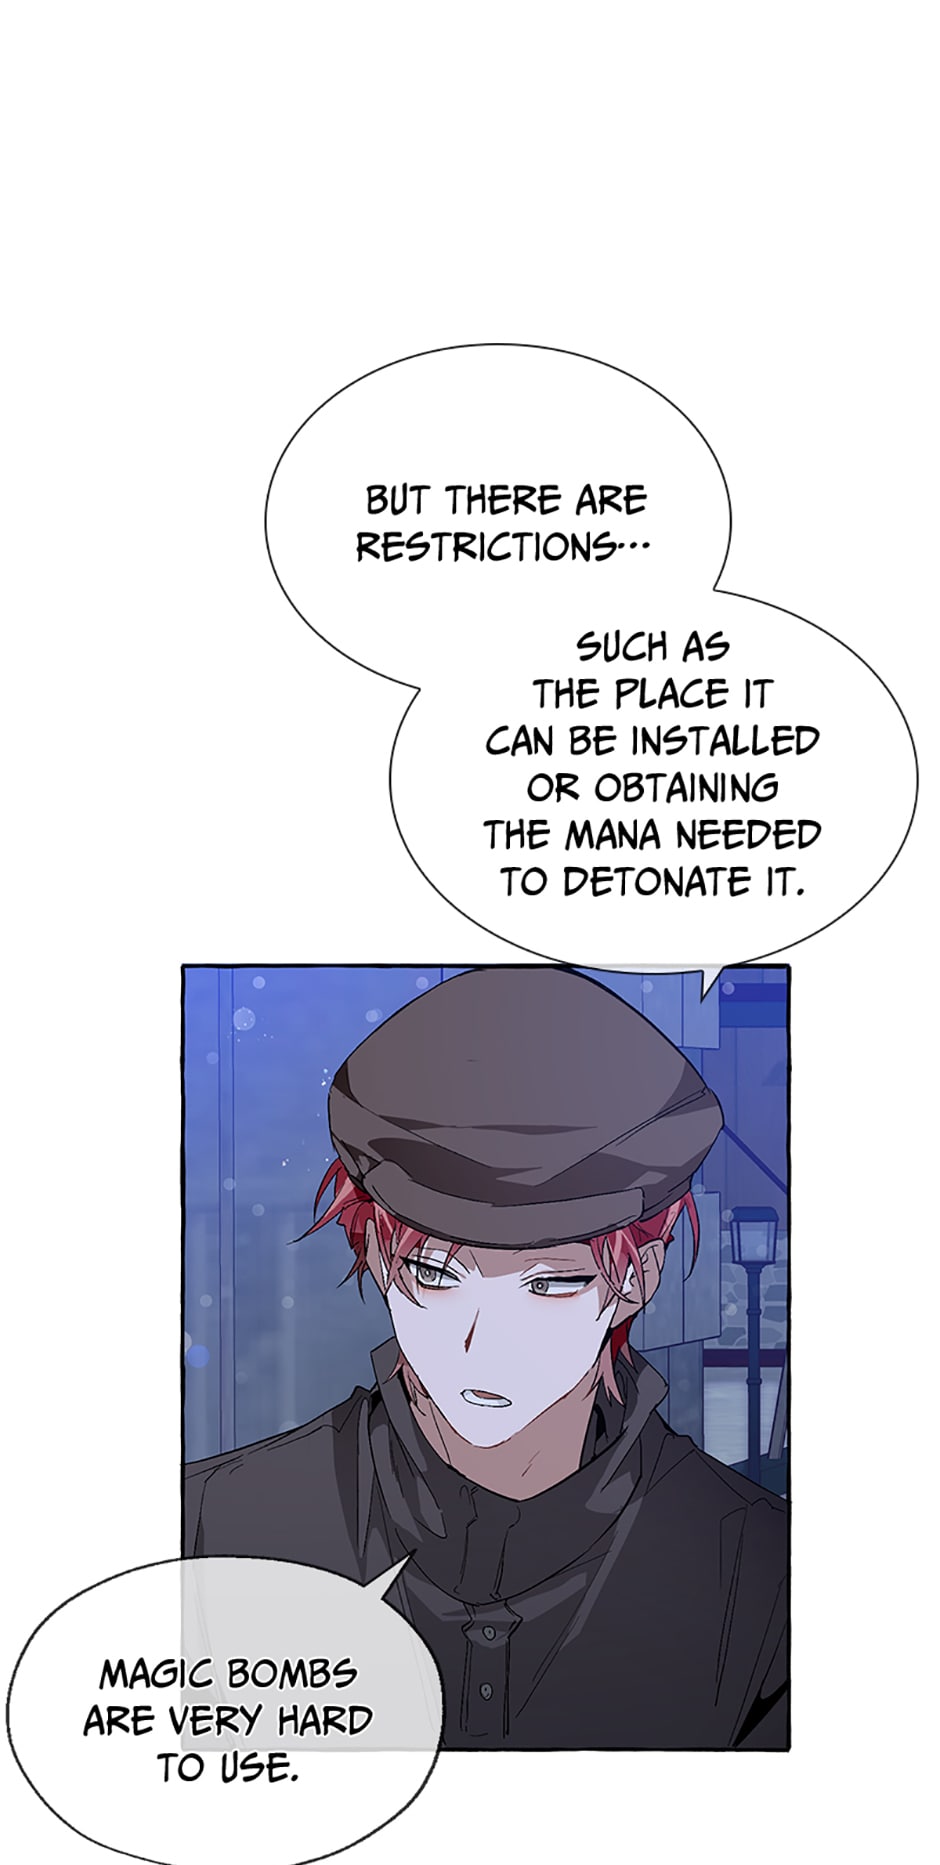 BUT THERE ARE
RESTRICTIONS...
SUCH AS
THE PLACE IT
CAN BE INSTALLED
OR OBTAINING
THE MANA NEEDED
TO DETONATE IT.
MAGIC BOMBS
ARE VERY HARD
TO USE.